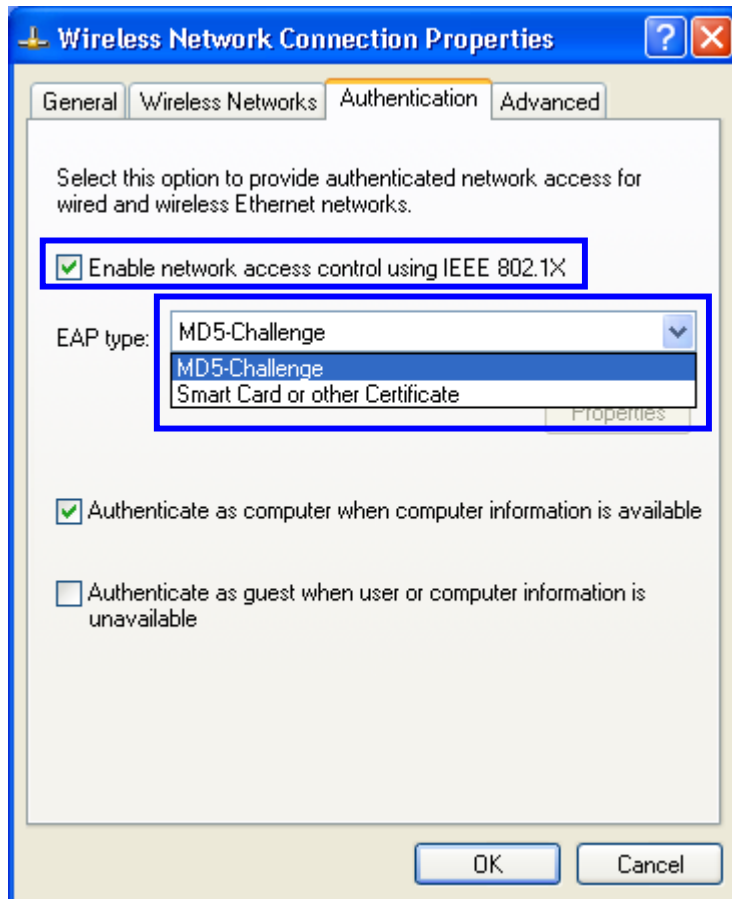 Wireless Network Connection Properties
General Wireless Networks Authentication Advanced
Select this option to provide authenticated network access for
wired and wireless Ethernet networks.
Enable network access control using IEEE 802.1X
EAP type: MD5-Challenge
MD5-Challenge
Smart Card or other Certificate
Properties
Authenticate as computer when computer information is available
Authenticate as guest when user or computer information is
unavailable
OK Cancel